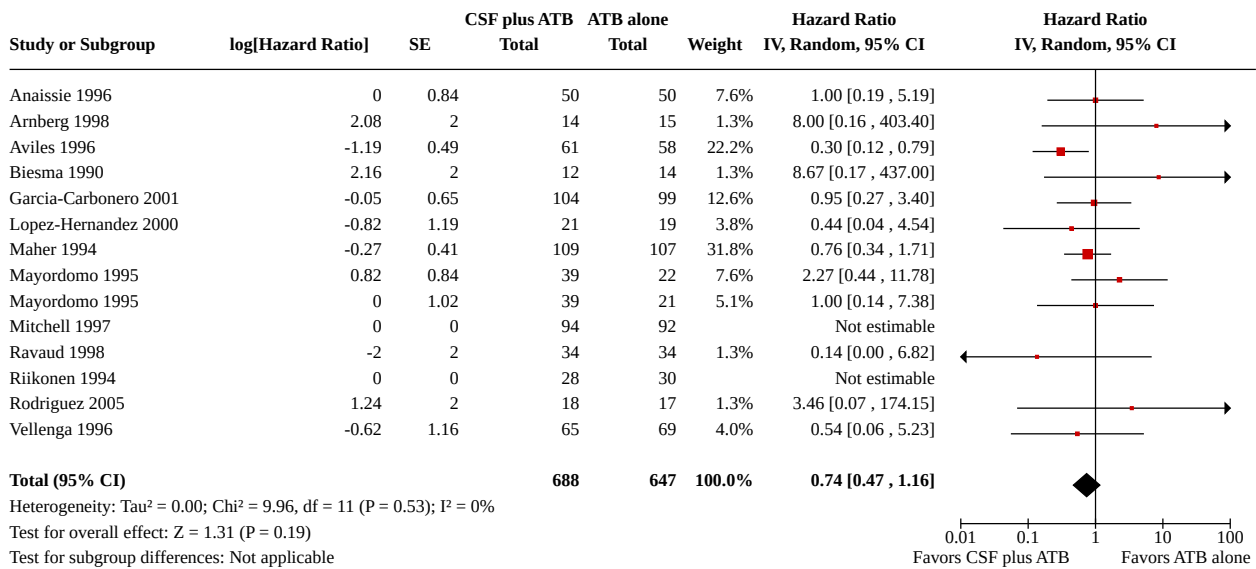 CSF plus ATB ATB alone Hazard Ratio Hazard Ratio
Study or Subgroup log[Hazard Ratio] SE Total Total Weight IV, Random, 95% CI IV, Random, 95% CI
Anaissie 1996 0 0.84 50 50 7.6% 1.00 [0.19 , 5.19]
Arnberg 1998 2.08 2 14 15 1.3% 8.00 [0.16 , 403.40]
Aviles 1996 -1.19 0.49 61 58 22.2% 0.30 [0.12 , 0.79]
Biesma 1990 2.16 2 12 14 1.3% 8.67 [0.17 , 437.00]
Garcia-Carbonero 2001 -0.05 0.65 104 99 12.6% 0.95 [0.27 , 3.40]
Lopez-Hernandez 2000 -0.82 1.19 21 19 3.8% 0.44 [0.04 , 4.54]
Maher 1994 -0.27 0.41 109 107 31.8% 0.76 [0.34 , 1.71]
Mayordomo 1995 0.82 0.84 39 22 7.6% 2.27 [0.44 , 11.78]
Mayordomo 1995 0 1.02 39 21 5.1% 1.00 [0.14 , 7.38]
Mitchell 1997 0 0 94 92 Not estimable
Ravaud 1998 -2 2 34 34 1.3% 0.14 [0.00 , 6.82]
Riikonen 1994 0 0 28 30 Not estimable
Rodriguez 2005 1.24 2 18 17 1.3% 3.46 [0.07 , 174.15]
Vellenga 1996 -0.62 1.16 65 69 4.0% 0.54 [0.06 , 5.23]
Total (95% CI) 688 647 100.0% 0.74 [0.47 , 1.16]
Heterogeneity: Tau² = 0.00; Chi² = 9.96, df = 11 (P = 0.53); I² = 0%
Test for overall effect: Z = 1.31 (P = 0.19)
Test for subgroup differences: Not applicable
0.01 0.1 1 10 100
Favors CSF plus ATB Favors ATB alone